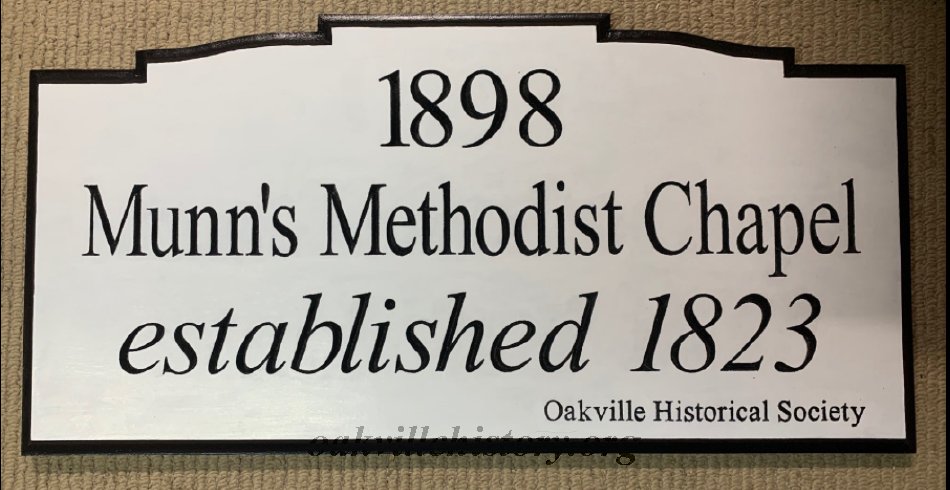 1898
Munn's Methodist Chapel
established 1823
Oakville Historical Society
oakvillehistory.org